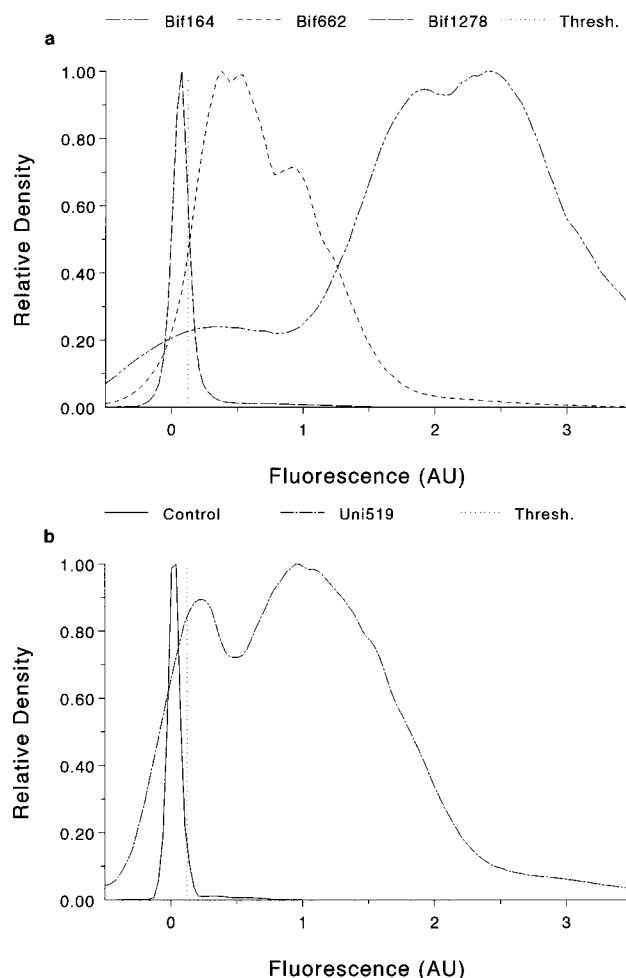 Bif164 Bif662 Bif1278 Thresh.
a
1.00
0.80
0.60
0.40
0.20
0.00
Relative Density
0 1 2 3
Fluorescence (AU)
Control Uni519 Thresh.
b
1.00
0.80
0.60
0.40
0.20
0.00
Relative Density
0 1 2 3
Fluorescence (AU)